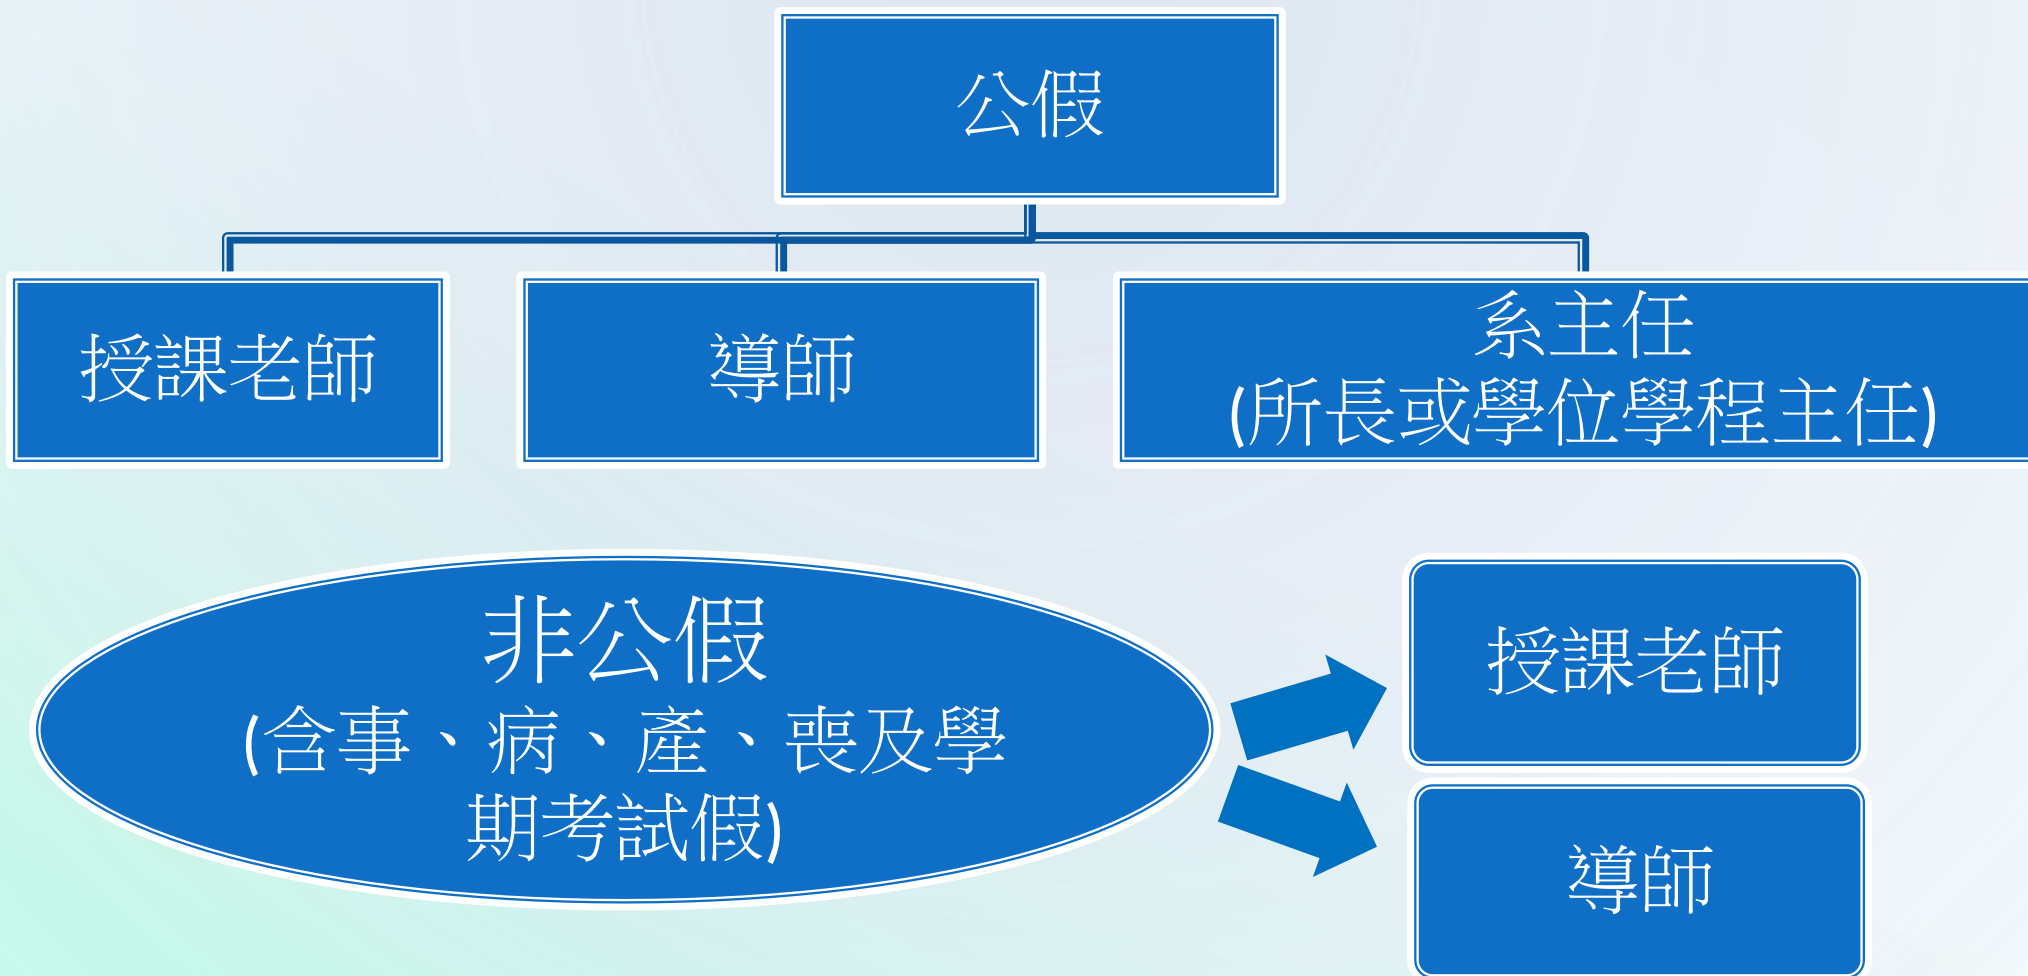 公假
授課老師
導師
系主任
(所長或學位學程主任)
非公假
(含事、病、產、喪及學
期考試假)
授課老師
導師